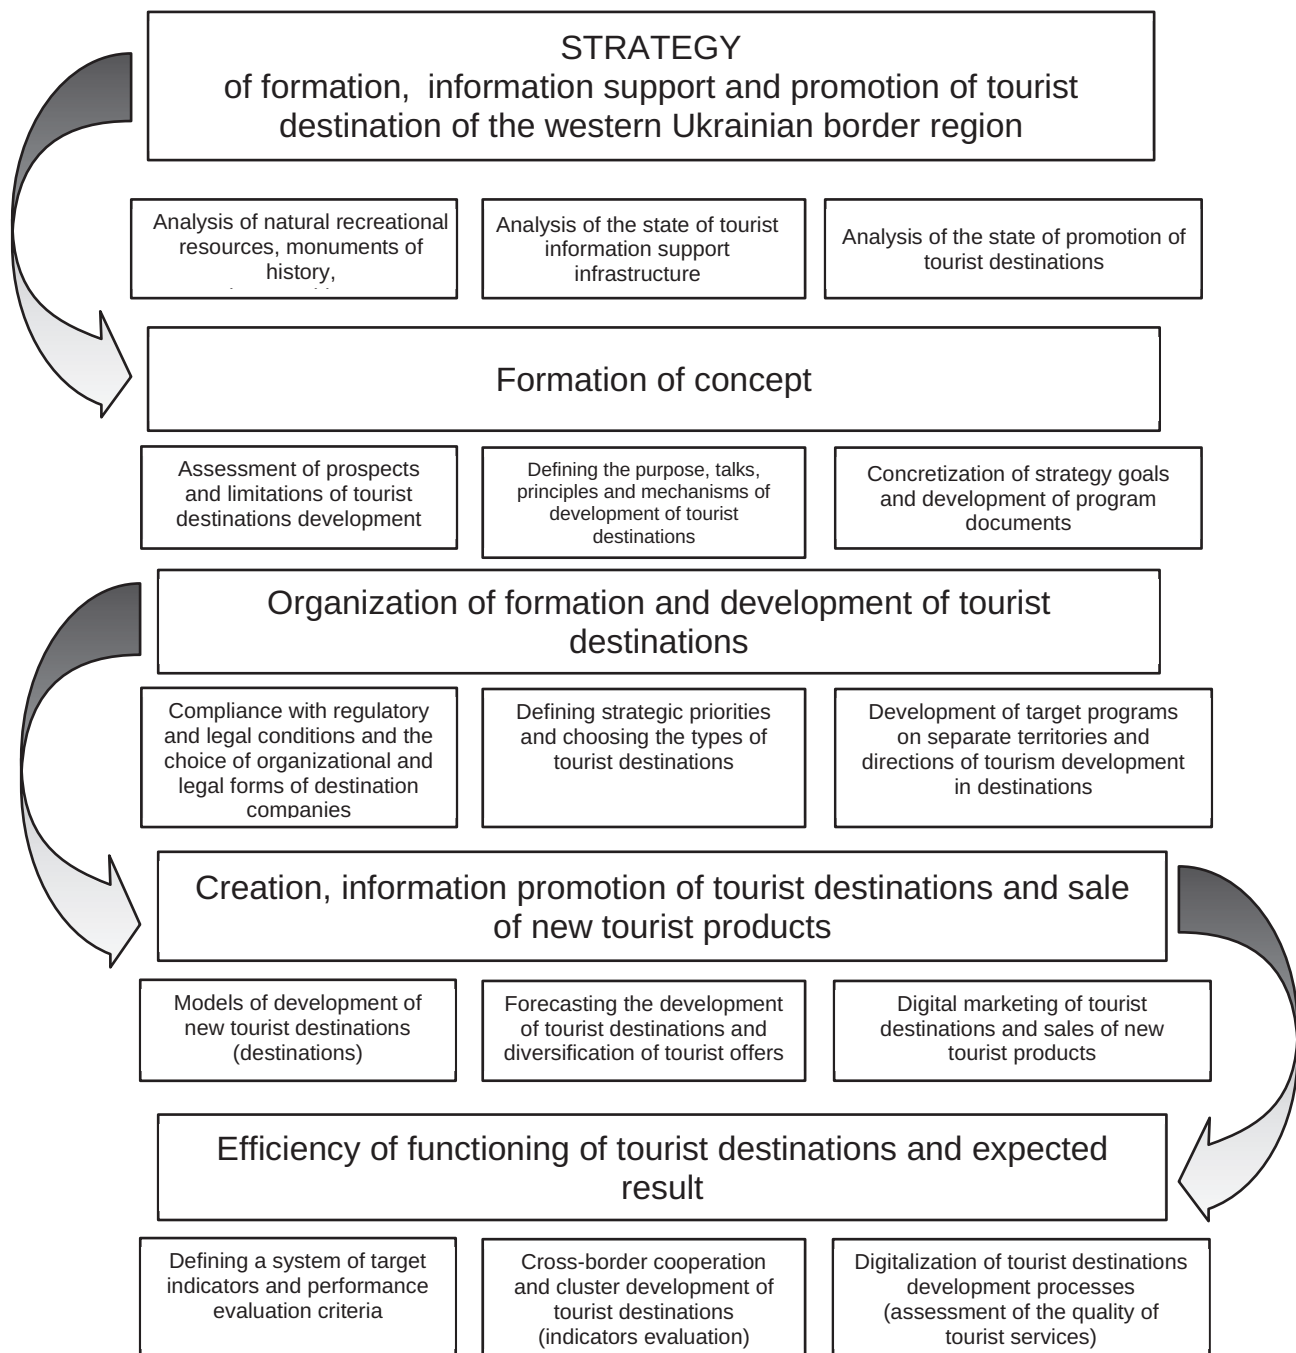 STRATEGY
of formation, information support and promotion of tourist
destination of the western Ukrainian border region
Analysis of natural recreational
resources, monuments of
history,
Analysis of the state of tourist
information support
infrastructure
Analysis of the state of promotion of
tourist destinations
Formation of concept
Assessment of prospects
and limitations of tourist
destinations development
Defining the purpose, talks,
principles and mechanisms of
development of tourist
destinations
Concretization of strategy goals
and development of program
documents
Organization of formation and development of tourist
destinations
Compliance with regulatory
and legal conditions and the
choice of organizational and
legal forms of destination
companies
Defining strategic priorities
and choosing the types of
tourist destinations
Development of target programs
on separate territories and
directions of tourism development
in destinations
Creation, information promotion of tourist destinations and sale
of new tourist products
Models of development of
new tourist destinations
(destinations)
Forecasting the development
of tourist destinations and
diversification of tourist offers
Digital marketing of tourist
destinations and sales of new
tourist products
Efficiency of functioning of tourist destinations and expected
result
Defining a system of target
indicators and performance
evaluation criteria
Cross-border cooperation
and cluster development of
tourist destinations
(indicators evaluation)
Digitalization of tourist destinations
development processes
(assessment of the quality of
tourist services)